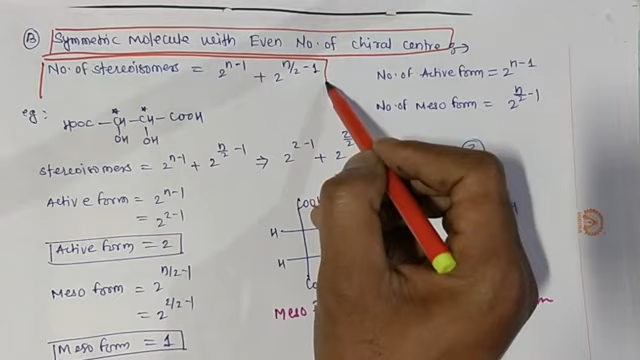 (B) Symmetric Molecule with Even No. of chiral centre :→
No. of stereoisomers = 2^(n-1) + 2^(n/2 - 1)
No. of Active form = 2^(n-1)
No. of Meso form = 2^(n/2 - 1)
eg: HOOC - *CH - *CH - COOH
OH OH
stereoisomers = 2^(n-1) + 2^(n/2 - 1) ⇒ 2^(2-1) + 2^(2/2
Active form = 2^(n-1)
= 2^(2-1)
Active form = 2
Meso form = 2^(n/2 - 1)
= 2^(2/2 - 1)
Meso form = 1
COOH
H
H
Meso